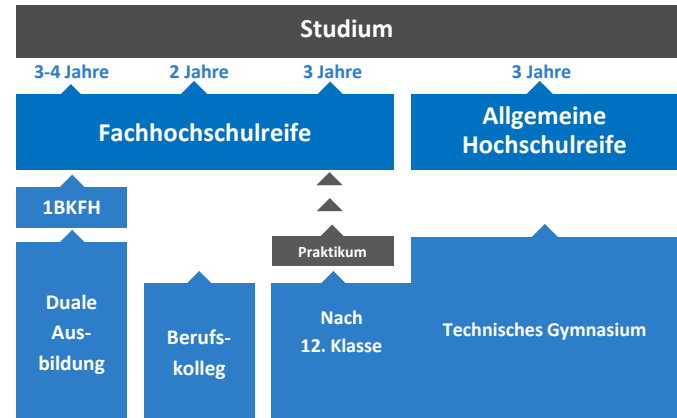 Studium
3-4 Jahre
2 Jahre
3 Jahre
3 Jahre
Fachhochschulreife
Allgemeine
Hochschulreife
1BKFH
Praktikum
Duale
Aus-
bildung
Berufs-
kolleg
Nach
12. Klasse
Technisches Gymnasium